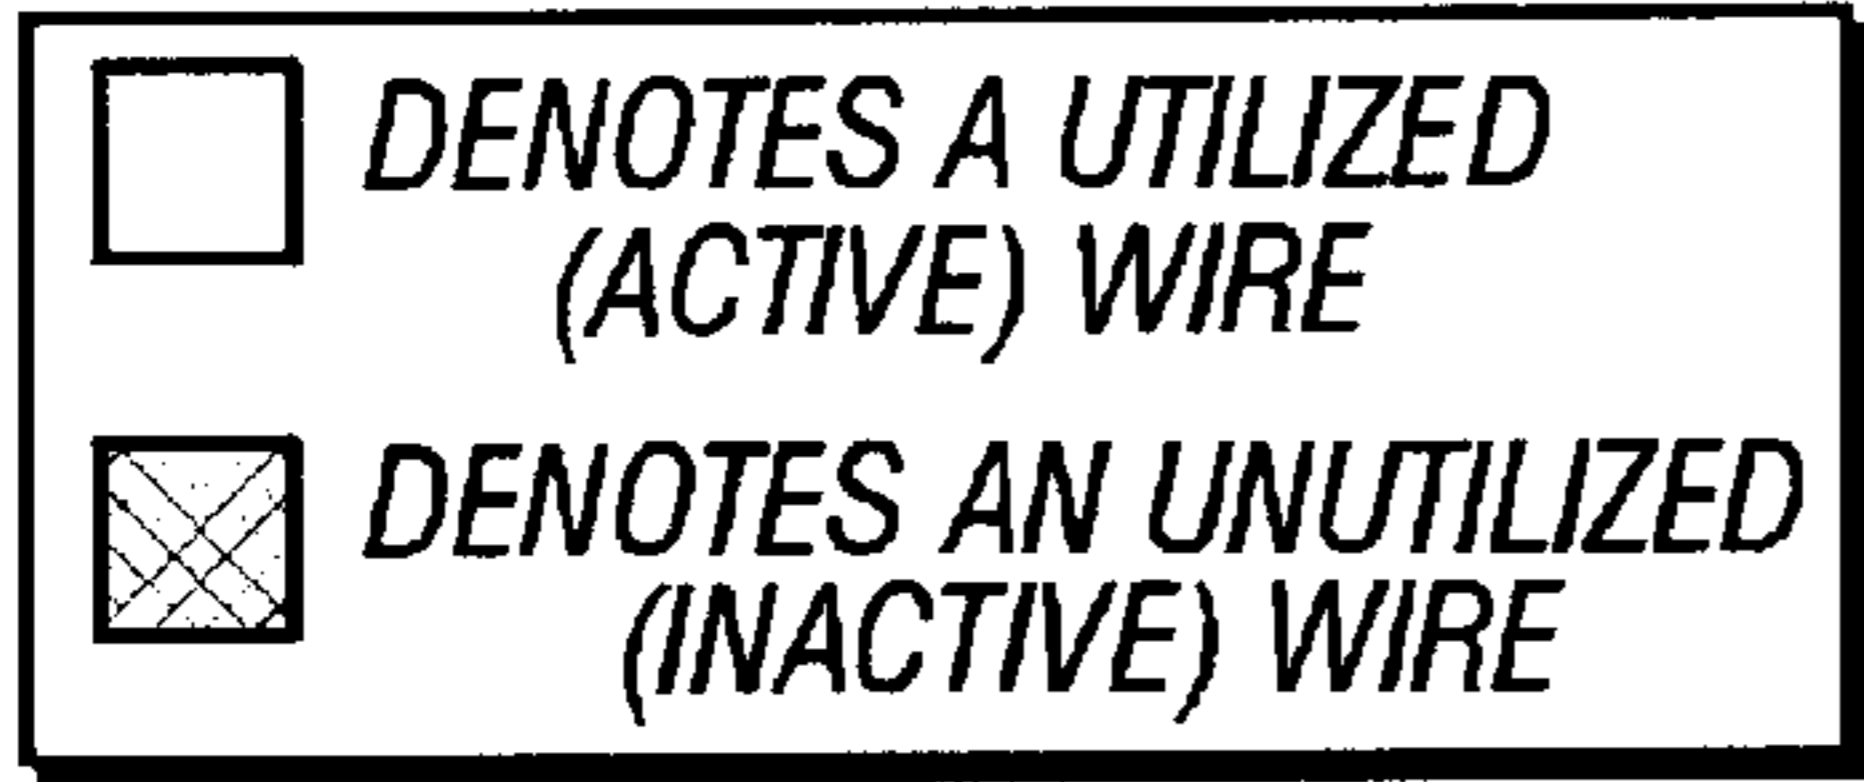 DENOTES A UTILIZED
(ACTIVE) WIRE
DENOTES AN UNUTILIZED
(INACTIVE) WIRE